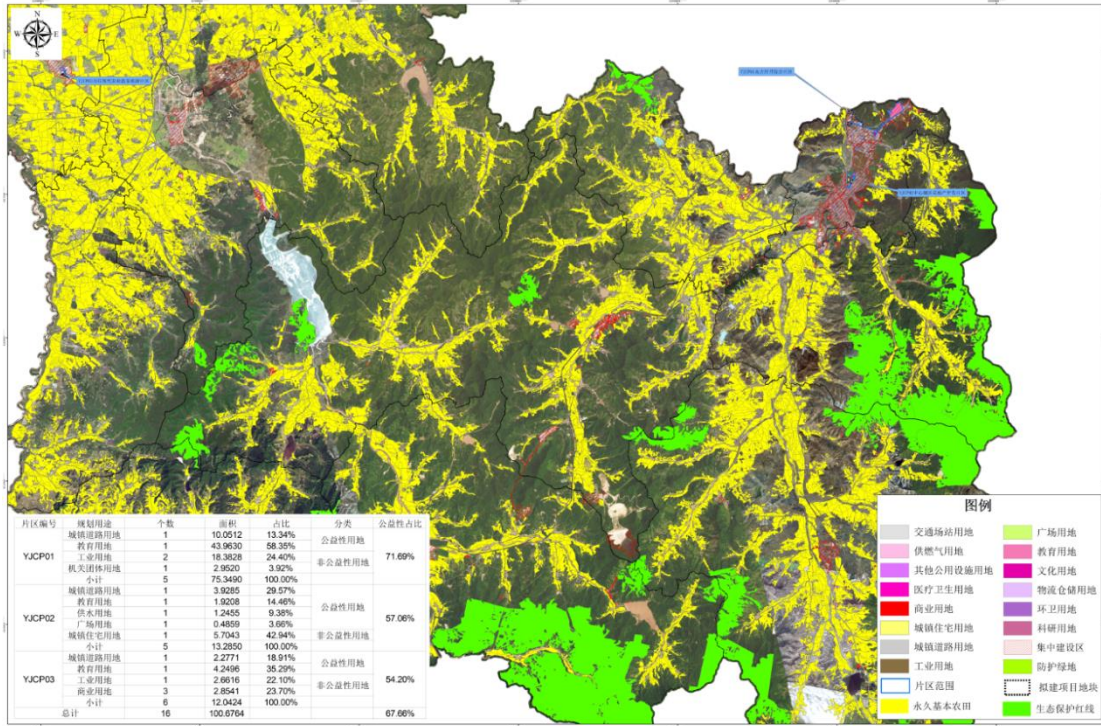 N
W E
S
片区编号 规划用途 个数 面积 占比 分类 公益性占比
YJCP01 城镇道路用地 1 10.0512 13.34% 公益性用地 71.69%
教育用地 1 43.9630 58.35%
工业用地 1 18.3828 24.40% 非公益性用地
机关团体用地 1 2.9520 3.92%
小计 5 75.3490 100.00%
YJCP02 城镇道路用地 1 3.9285 29.57% 公益性用地 57.06%
教育用地 1 1.9208 14.46%
供水用地 1 1.2455 9.38%
广场用地 1 0.4859 3.66%
城镇住宅用地 1 5.7043 42.94% 非公益性用地
小计 5 13.2850 100.00%
YJCP03 城镇道路用地 1 2.2771 18.91% 公益性用地 54.20%
教育用地 1 4.2496 35.29%
工业用地 1 2.6616 22.10% 非公益性用地
商业用地 3 2.8541 23.70%
小计 6 12.0424 100.00%
总计 16 100.6764 67.66%
图例
交通场站用地 广场用地
供燃气用地 教育用地
其他公用设施用地 文化用地
医疗卫生用地 物流仓储用地
商业用地 环卫用地
城镇住宅用地 科研用地
城镇道路用地 集中建设区
工业用地 防护绿地
片区范围 拟建项目地块
永久基本农田 生态保护红线